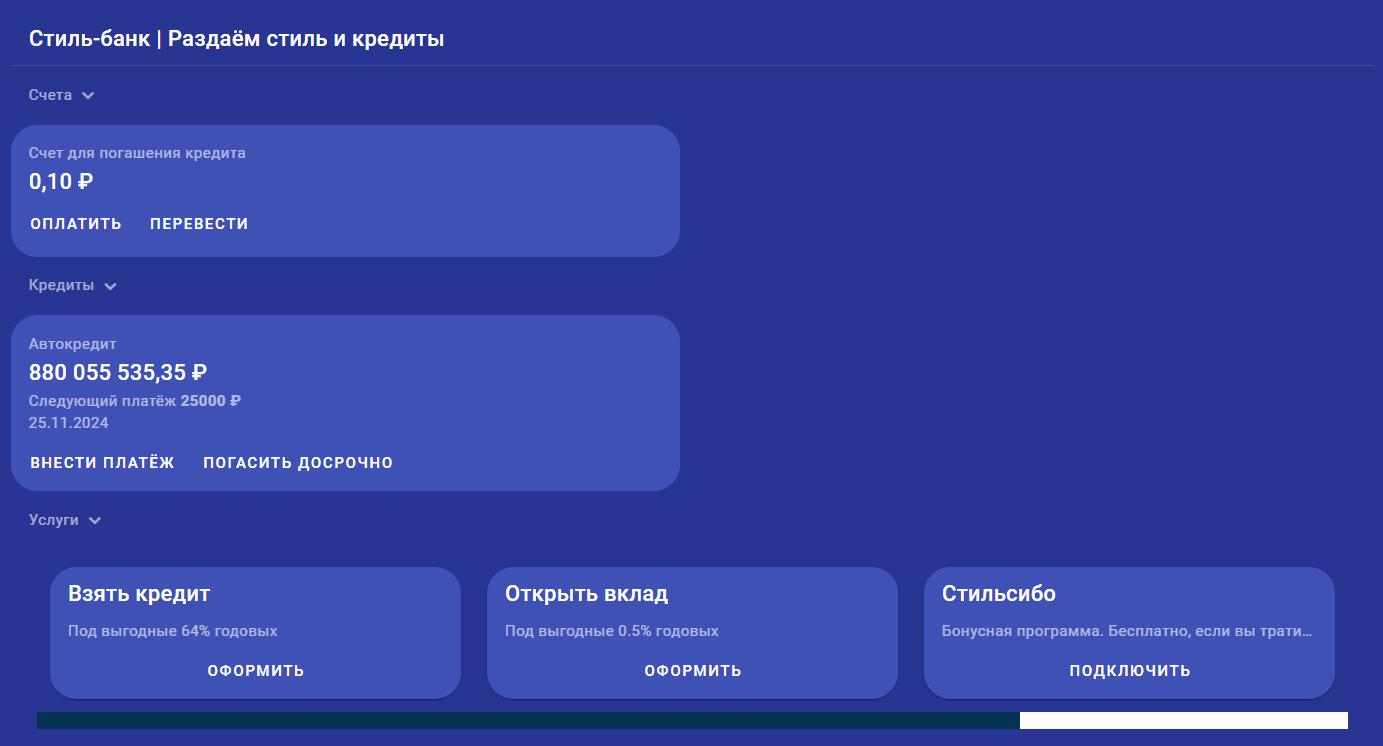 Стиль-банк | Раздаём стиль и кредиты
Счета
Счет для погашения кредита
0,10 ₽
ОПЛАТИТЬ ПЕРЕВЕСТИ
Кредиты
Автокредит
880 055 535,35 ₽
Следующий платёж 25000 ₽
25.11.2024
ВНЕСТИ ПЛАТЁЖ ПОГАСИТЬ ДОСРОЧНО
Услуги
Взять кредит
Под выгодные 64% годовых
ОФОРМИТЬ
Открыть вклад
Под выгодные 0.5% годовых
ОФОРМИТЬ
Стильсибо
Бонусная программа. Бесплатно, если вы трати...
ПОДКЛЮЧИТЬ